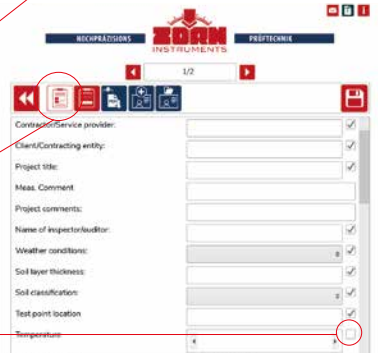 HOCHPRÄZISIONS ZORN PRÜFTECHNIK
INSTRUMENTS
1/2
Contractor/Service provider:
Client/Contracting entity:
Project title:
Meas. Comment
Project comments:
Name of inspector/auditor:
Weather conditions:
Soil layer thickness:
Soil classification:
Test point location
Temperature